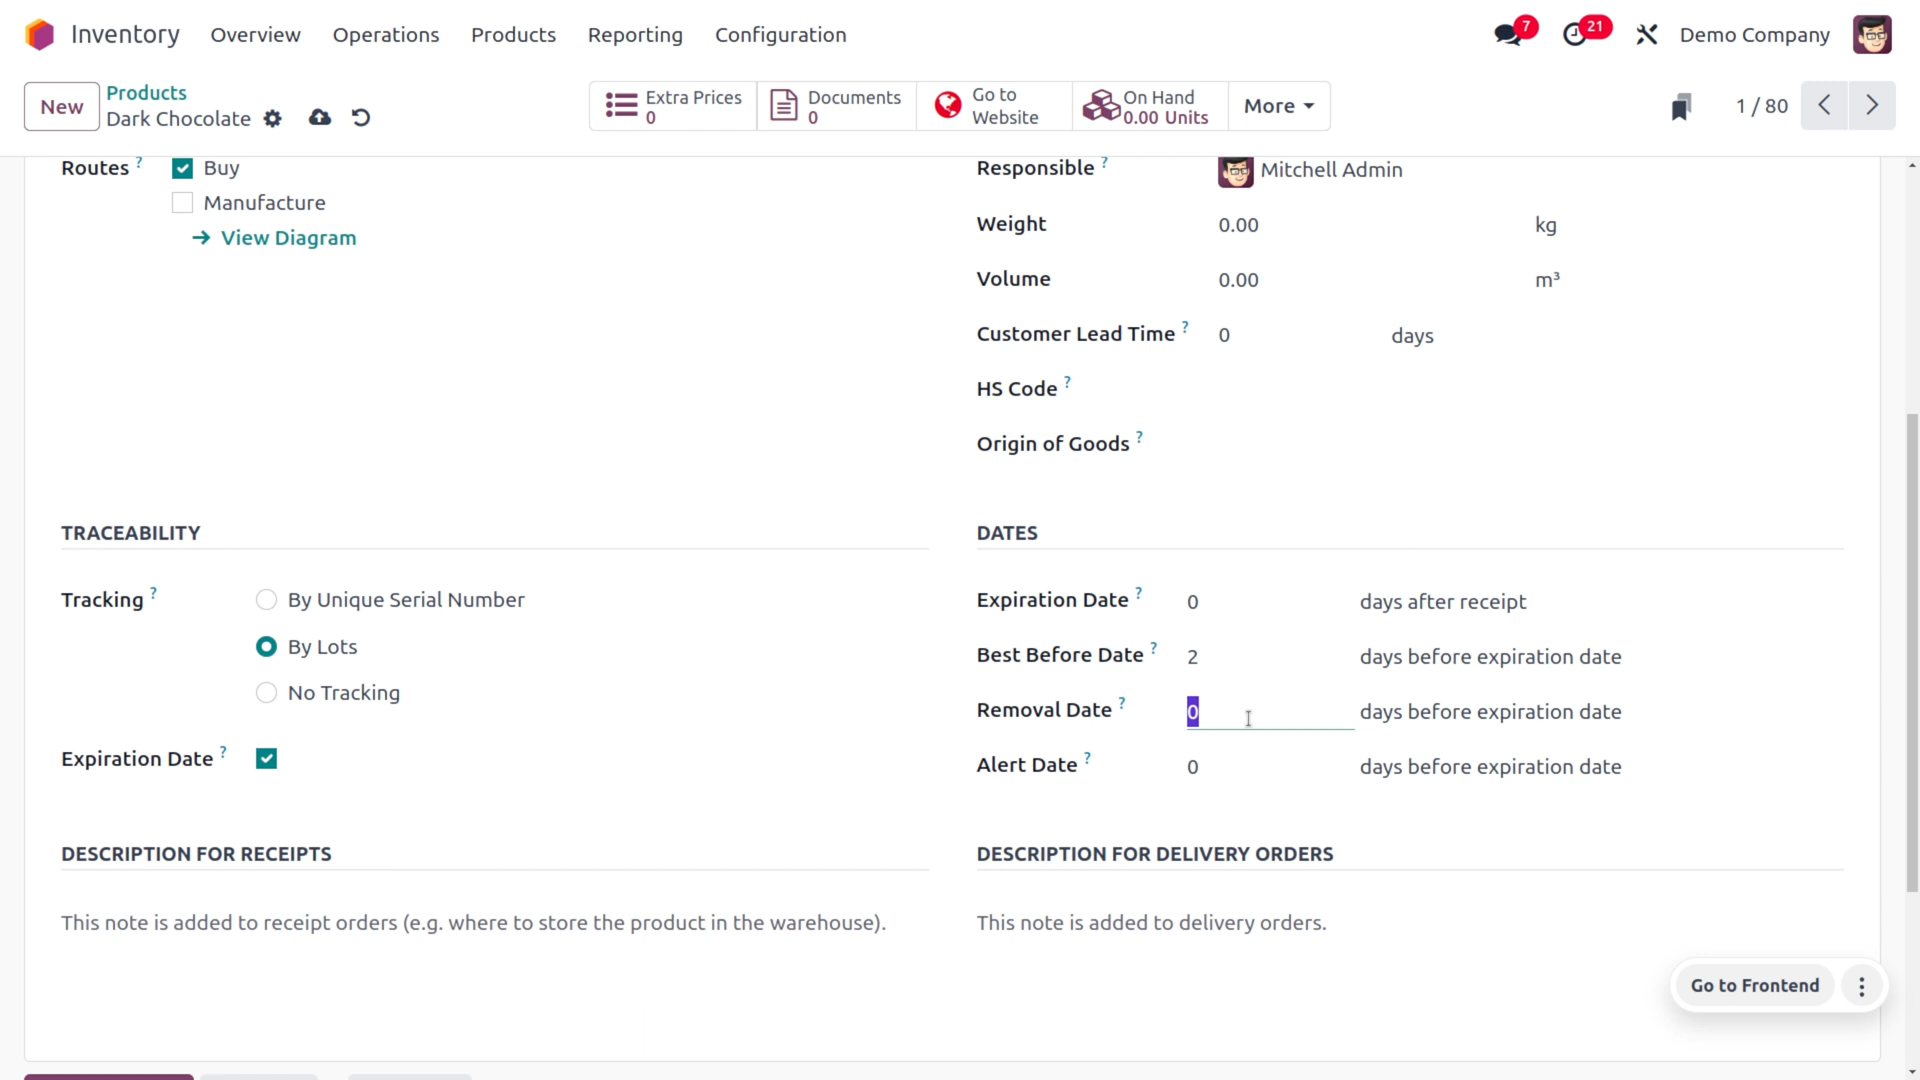 Inventory Overview Operations Products Reporting Configuration 7 21 Demo Company
New Products Dark Chocolate Extra Prices 0 Documents 0 Go to Website On Hand 0.00 Units More 1 / 80
Routes ? Buy
Manufacture
→ View Diagram
Responsible ? Mitchell Admin
Weight 0.00 kg
Volume 0.00 m³
Customer Lead Time ? 0 days
HS Code ?
Origin of Goods ?
TRACEABILITY
Tracking ? By Unique Serial Number
By Lots
No Tracking
Expiration Date ?
DATES
Expiration Date ? 0 days after receipt
Best Before Date ? 2 days before expiration date
Removal Date ? 0 days before expiration date
Alert Date ? 0 days before expiration date
DESCRIPTION FOR RECEIPTS
This note is added to receipt orders (e.g. where to store the product in the warehouse).
DESCRIPTION FOR DELIVERY ORDERS
This note is added to delivery orders.
Go to Frontend